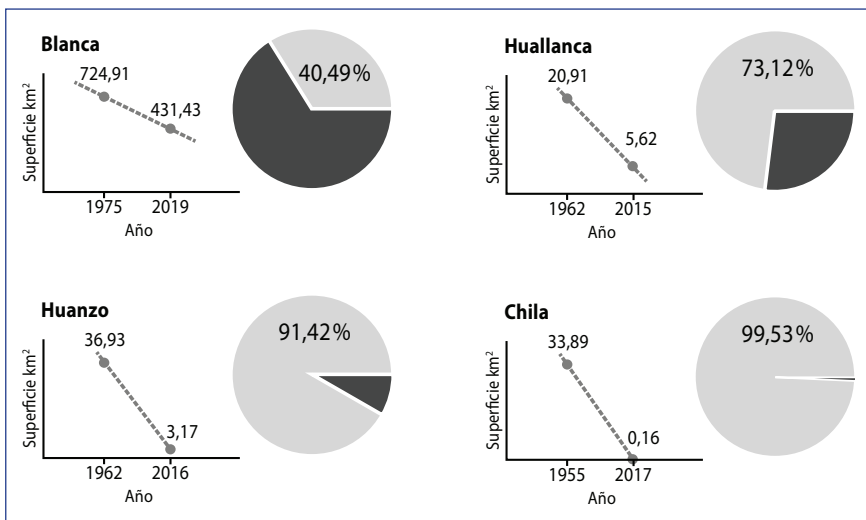 Blanca
724,91
431,43
Superficie km²
1975 2019
Año
40,49%
Huallanca
20,91
5,62
Superficie km²
1962 2015
Año
73,12%
Huanzo
36,93
3,17
Superficie km²
1962 2016
Año
91,42%
Chila
33,89
0,16
Superficie km²
1955 2017
Año
99,53%